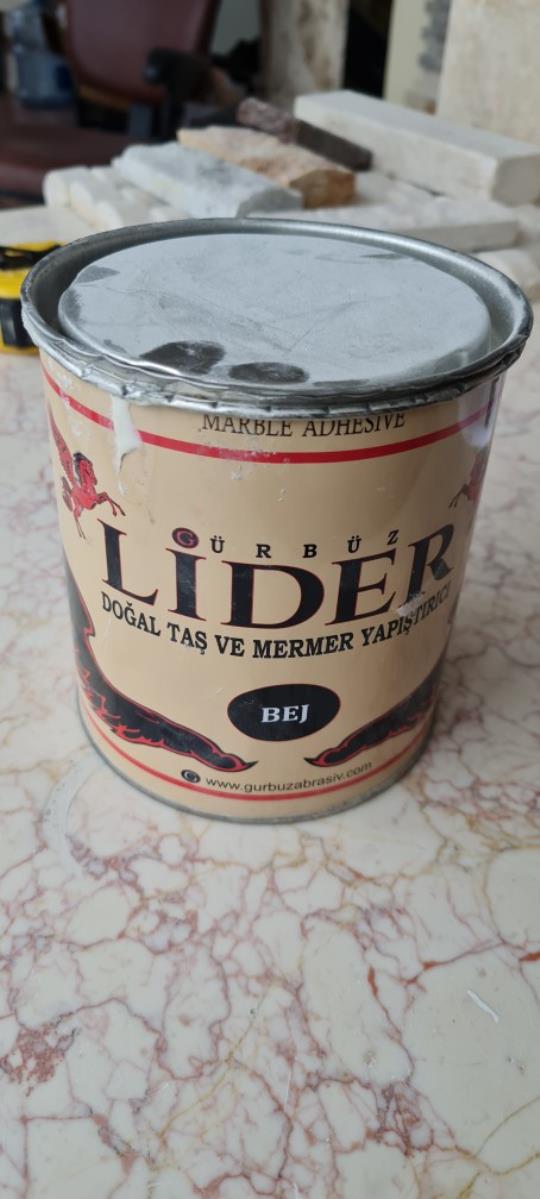 MARBLE ADHESIVE
GÜRBÜZ
LİDER
DOĞAL TAŞ VE MERMER YAPIŞTIRICI
BEJ
G www.gurbuzabrasiv.com